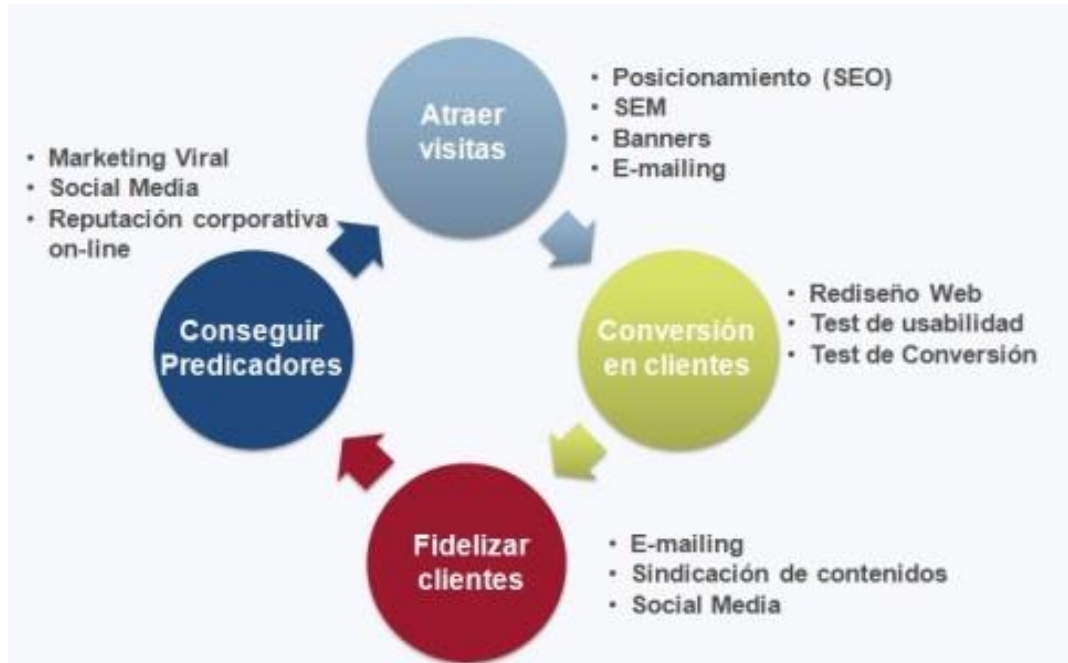 Atraer
visitas
• Posicionamiento (SEO)
• SEM
• Banners
• E-mailing
Conversión
en clientes
• Rediseño Web
• Test de usabilidad
• Test de Conversión
Fidelizar
clientes
• E-mailing
• Sindicación de contenidos
• Social Media
Conseguir
Predicadores
• Marketing Viral
• Social Media
• Reputación corporativa
on-line